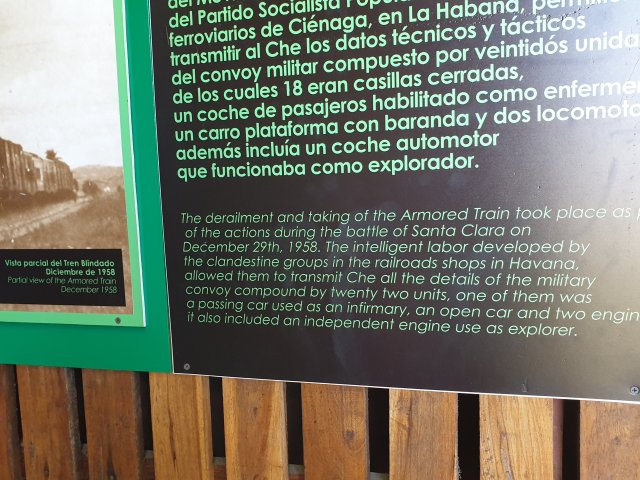 del Partido Socialista
ferroviarios de Ciénaga, en La Habana,
transmitir al Che los datos técnicos y tácticos
del convoy militar compuesto por veintidós
de los cuales 18 eran casillas cerradas,
un coche de pasajeros habilitado como
un carro plataforma con baranda y dos
además incluía un coche automotor
que funcionaba como explorador.
The derailment and taking of the Armored Train took place as
of the actions during the battle of Santa Clara on
December 29th, 1958. The intelligent labor developed by
the clandestine groups in the railroads shops in Havana,
allowed them to transmit Che all the details of the military
convoy compound by twenty two units, one of them was
a passing car used as an infirmary, an open car and two
it also included an independent engine use as explorer.
Vista parcial del Tren Blindado
Diciembre de 1958
Partial view of the Armored Train
December 1958